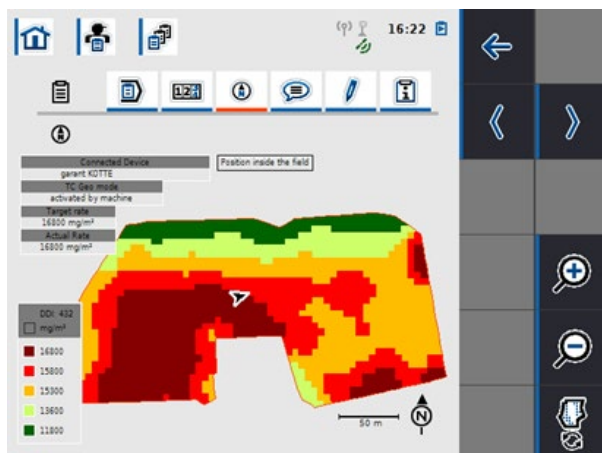 16:22
123
Connected Device
garant KOTTE
Position inside the field
TC Geo mode
activated by machine
Target rate
16800 mg/m²
Actual Rate
16800 mg/m²
DDI: 432
mg/m²
16800
15800
15300
13600
11800
50 m
N